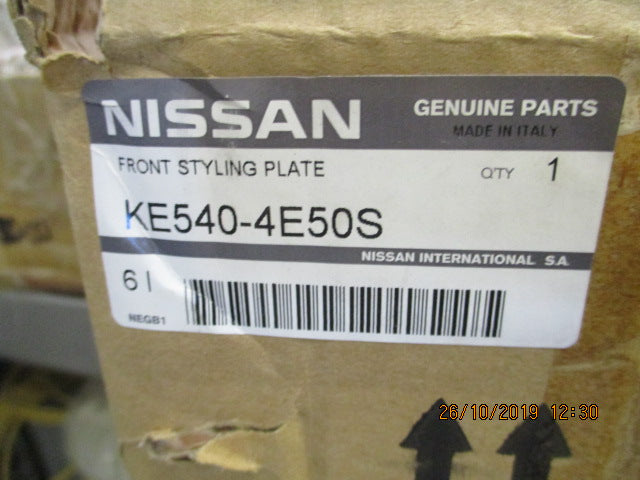 NISSAN GENUINE PARTS
MADE IN ITALY
FRONT STYLING PLATE Q'TY 1
KE540-4E50S
NISSAN INTERNATIONAL S.A.
6 I
NEGB1
26/10/2019 12:30